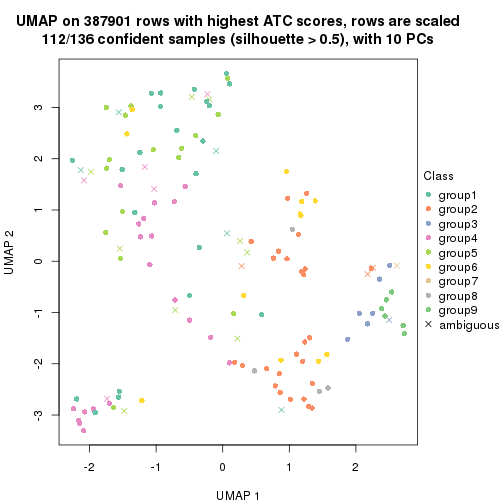 UMAP on 387901 rows with highest ATC scores, rows are scaled
112/136 confident samples (silhouette > 0.5), with 10 PCs
3
2
1
0
-1
-2
-3
UMAP 2
-2
-1
0
1
2
UMAP 1
Class
group1
group2
group3
group4
group5
group6
group7
group8
group9
ambiguous